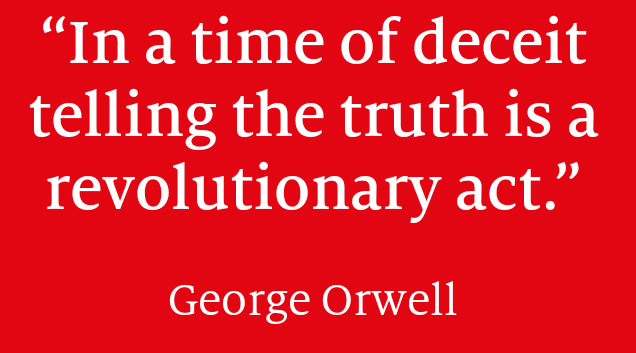 “In a time of deceit
telling the truth is a
revolutionary act.”
George Orwell